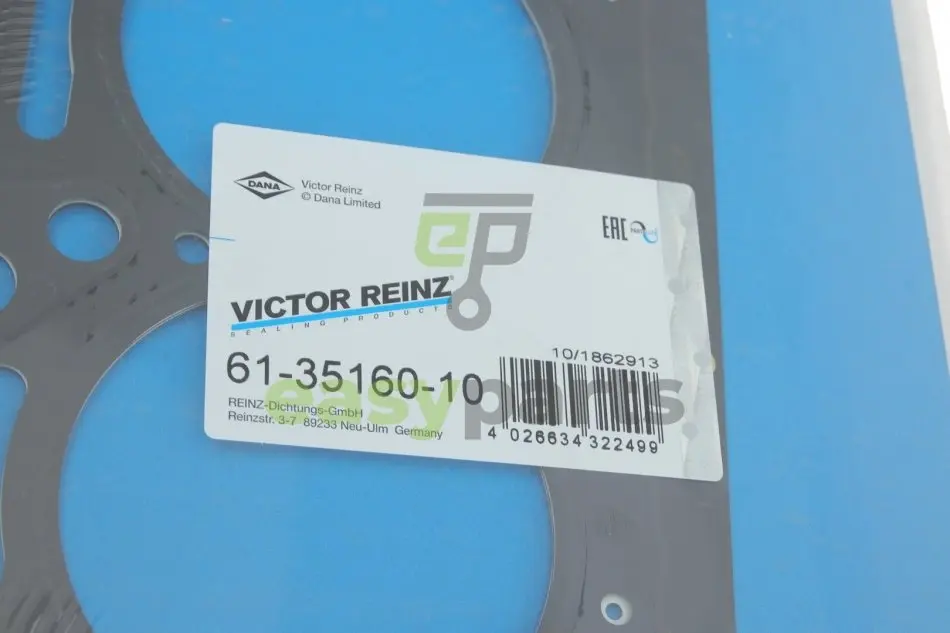 DANA
Victor Reinz
© Dana Limited
EAC
ep
VICTOR REINZ®
SEALING PRODUCTS
61-35160-10
10/1862913
easyparts
REINZ-Dichtungs-GmbH
Reinzstr. 3-7 89233 Neu-Ulm Germany
4 026634 322499